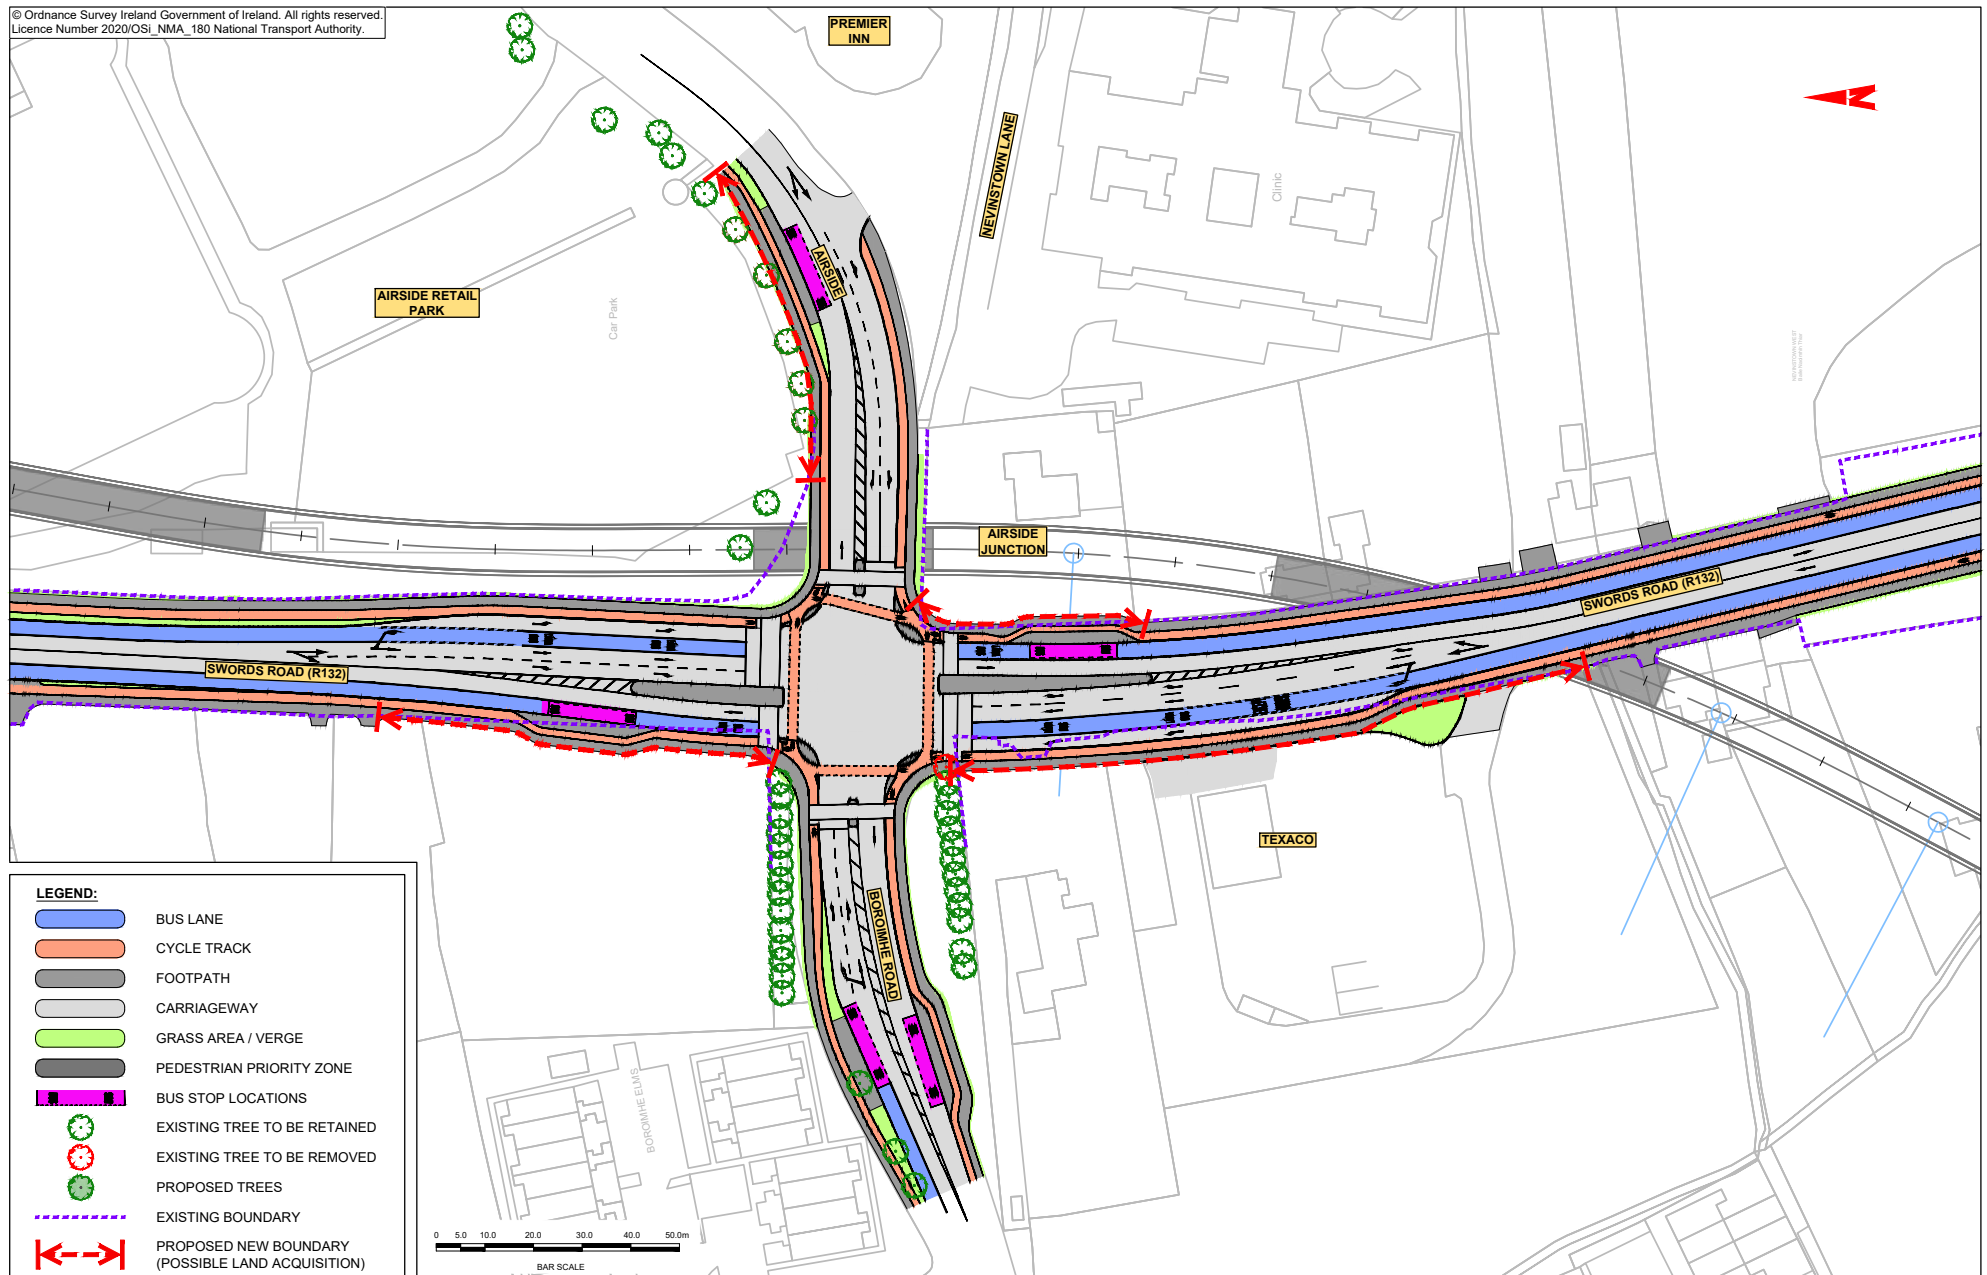 © Ordnance Survey Ireland Government of Ireland. All rights reserved.
Licence Number 2020/OSi_NMA_180 National Transport Authority.
PREMIER
INN
N
NEVINSTOWN LANE
Clinic
AIRSIDE
AIRSIDE RETAIL
PARK
Car Park
AIRSIDE
JUNCTION
SWORDS ROAD (R132)
SWORDS ROAD (R132)
TEXACO
BOROIMHE ROAD
BOROIMHE ELMS
LEGEND:
BUS LANE
CYCLE TRACK
FOOTPATH
CARRIAGEWAY
GRASS AREA / VERGE
PEDESTRIAN PRIORITY ZONE
BUS STOP LOCATIONS
EXISTING TREE TO BE RETAINED
EXISTING TREE TO BE REMOVED
PROPOSED TREES
EXISTING BOUNDARY
PROPOSED NEW BOUNDARY
(POSSIBLE LAND ACQUISITION)
0 5.0 10.0 20.0 30.0 40.0 50.0m
BAR SCALE